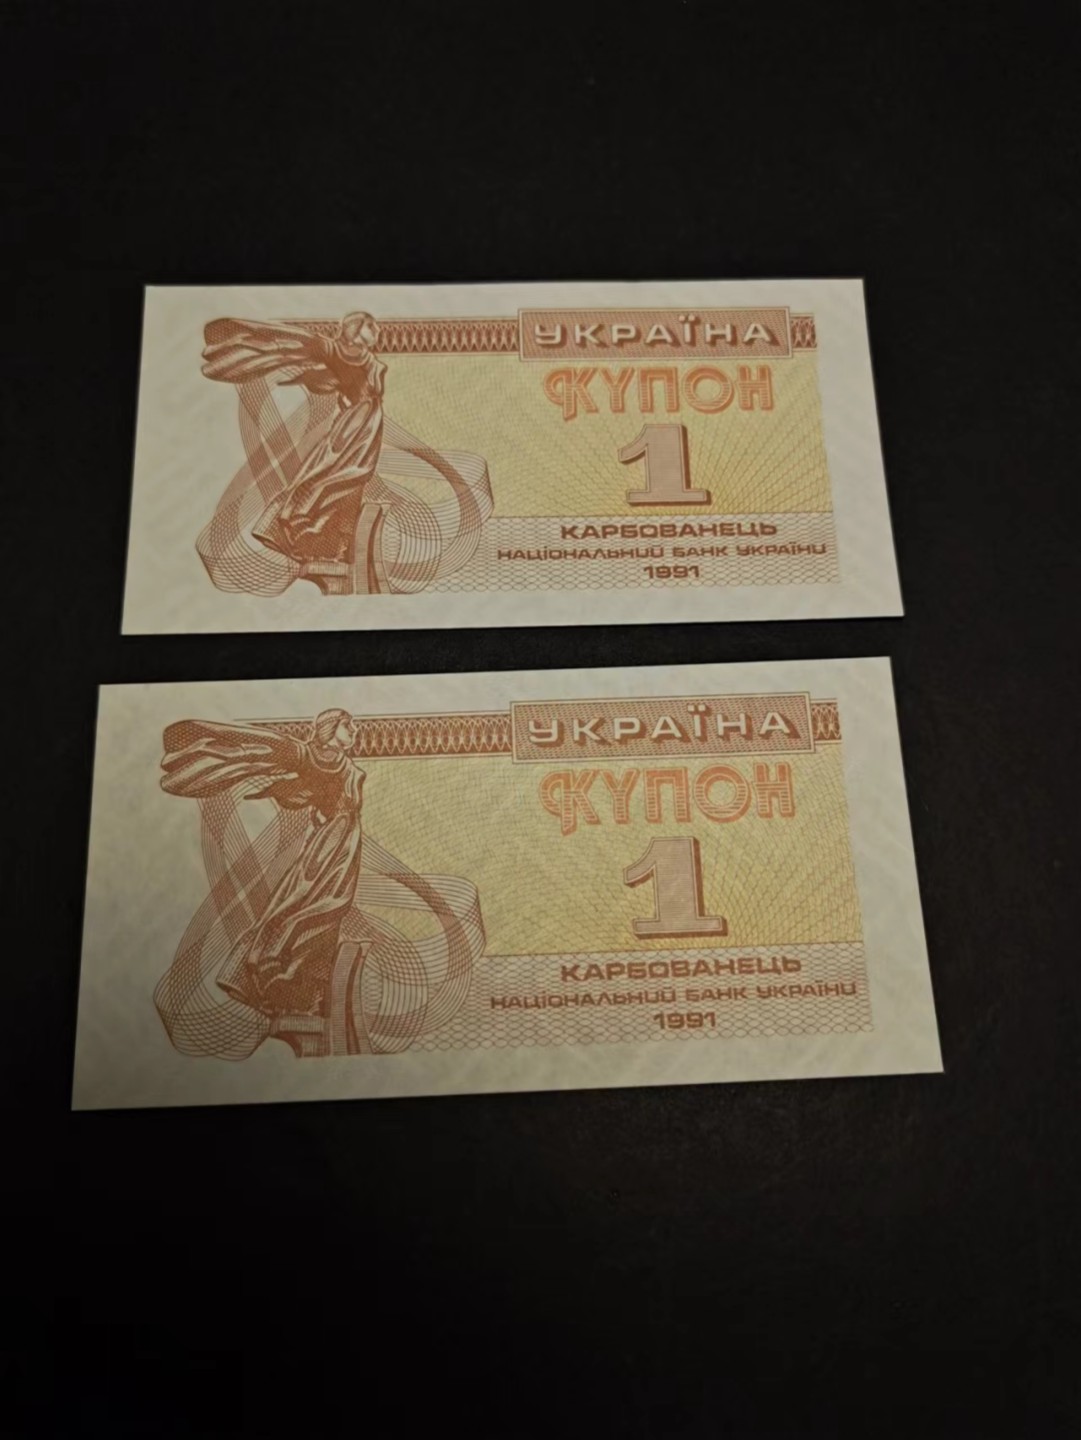 УКРАЇНА
КУПОН
1
КАРБОВАНЕЦЬ
НАЦІОНАЛЬНИЙ БАНК УКРАЇНИ
1991
УКРАЇНА
КУПОН
1
КАРБОВАНЕЦЬ
НАЦІОНАЛЬНИЙ БАНК УКРАЇНИ
1991